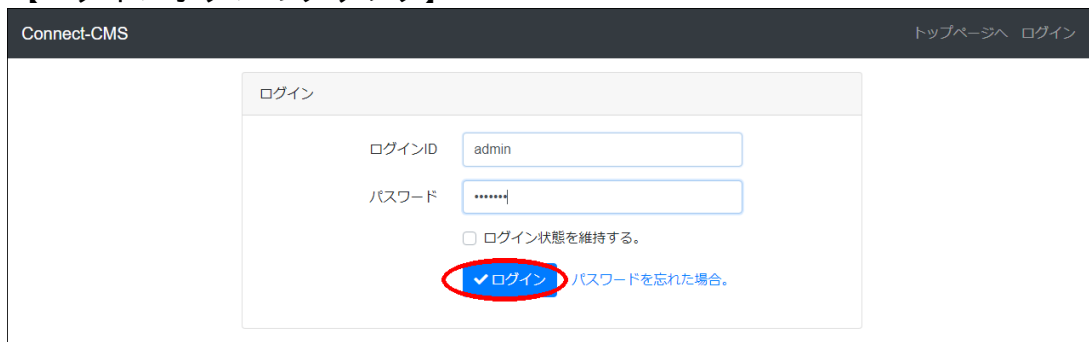 Connect-CMS トップページへ ログイン
ログイン
ログインID admin
パスワード •••••••
ログイン状態を維持する。
ログイン パスワードを忘れた場合。